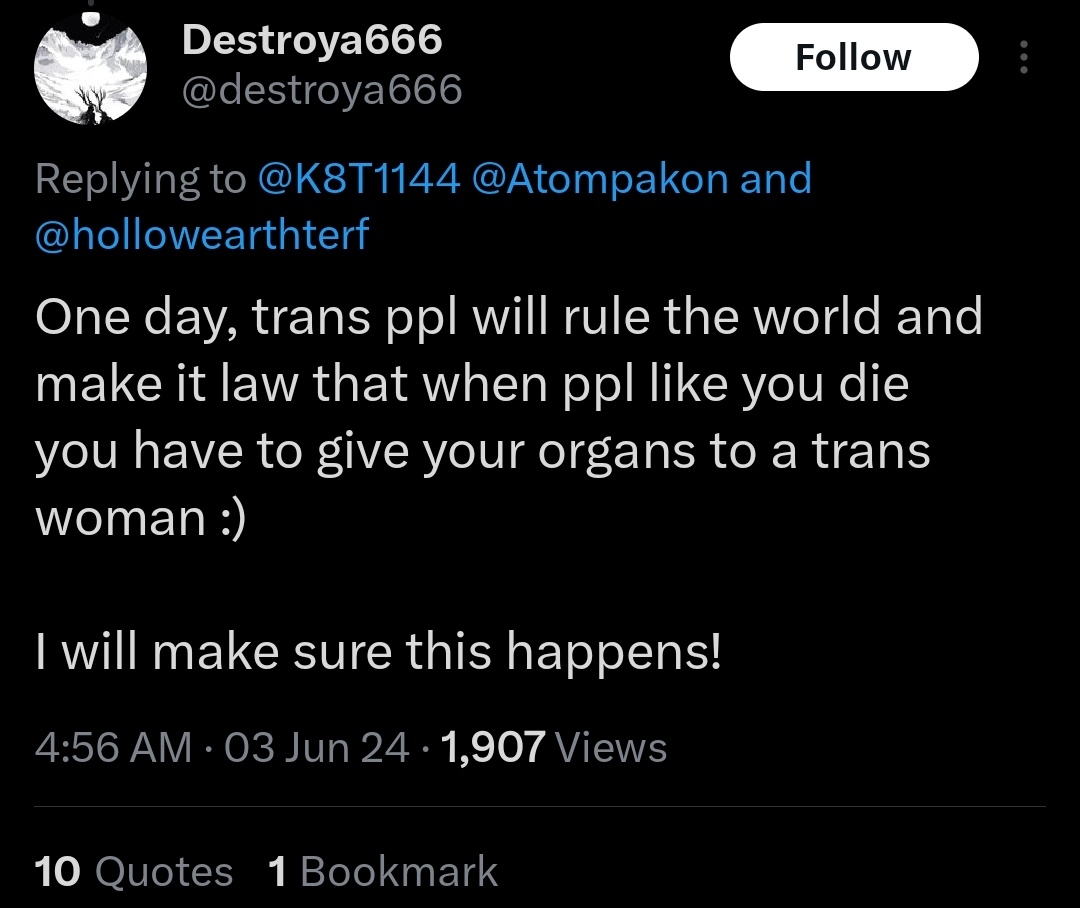 Destroya666
@destroya666
Follow
Replying to @K8T1144 @Atompakon and
@hollowearthterf
One day, trans ppl will rule the world and
make it law that when ppl like you die
you have to give your organs to a trans
woman :)
I will make sure this happens!
4:56 AM · 03 Jun 24 · 1,907 Views
10 Quotes 1 Bookmark